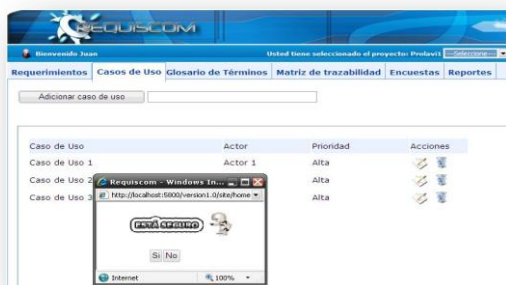 REQUISCOM
Bienvenido Juan
Usted tiene seleccionado el proyecto: Prolavi1 Seleccione
Requerimientos Casos de Uso Glosario de Términos Matriz de trazabilidad Encuestas Reportes
Adicionar caso de uso
Caso de Uso Actor Prioridad Acciones
Caso de Uso 1 Actor 1 Alta
Caso de Uso 2 Alta
Caso de Uso 3 Alta
Requiscom - Windows In...
http://localhost:5800/version1.0/site/home
ESTÁ SEGURO
Si No
Internet 100%